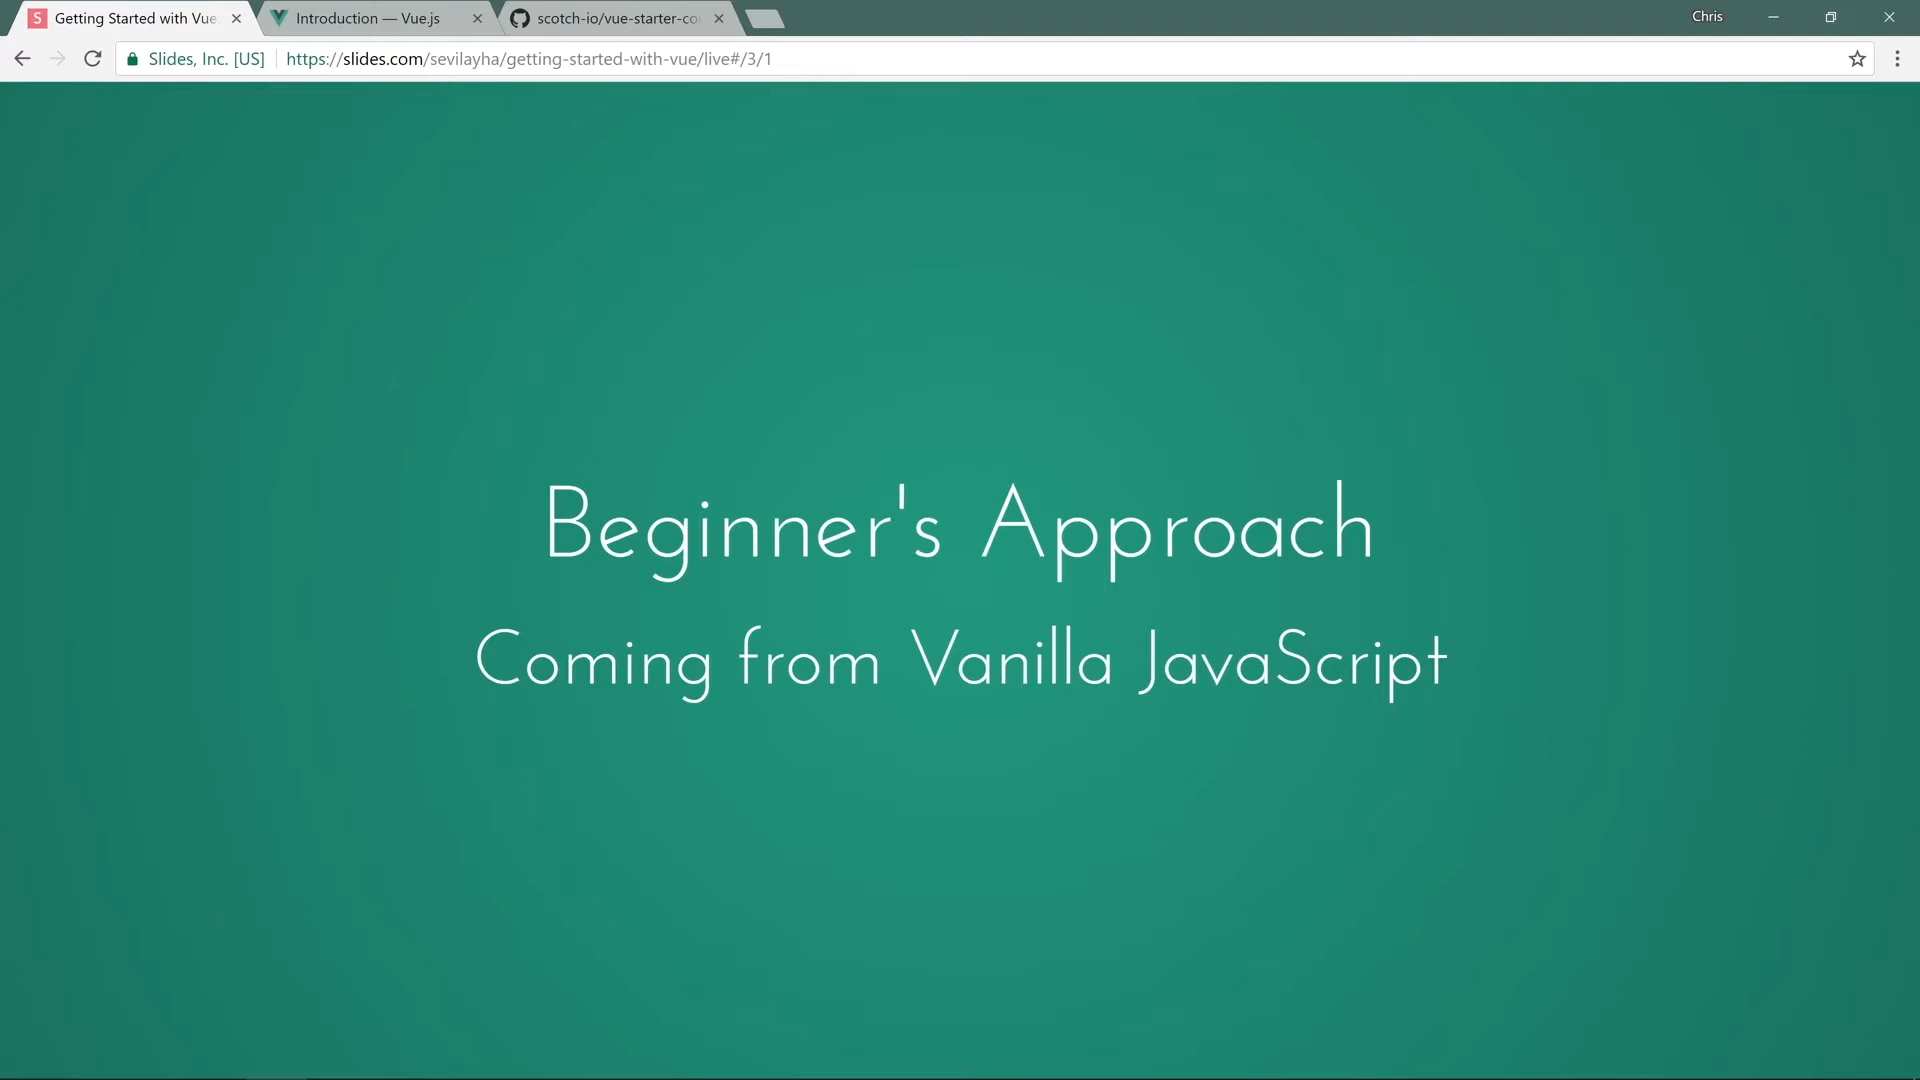 Getting Started with Vue
Introduction — Vue.js
scotch-io/vue-starter-co
Chris
Slides, Inc. [US]
https://slides.com/sevilayha/getting-started-with-vue/live#/3/1
Beginner's Approach
Coming from Vanilla JavaScript